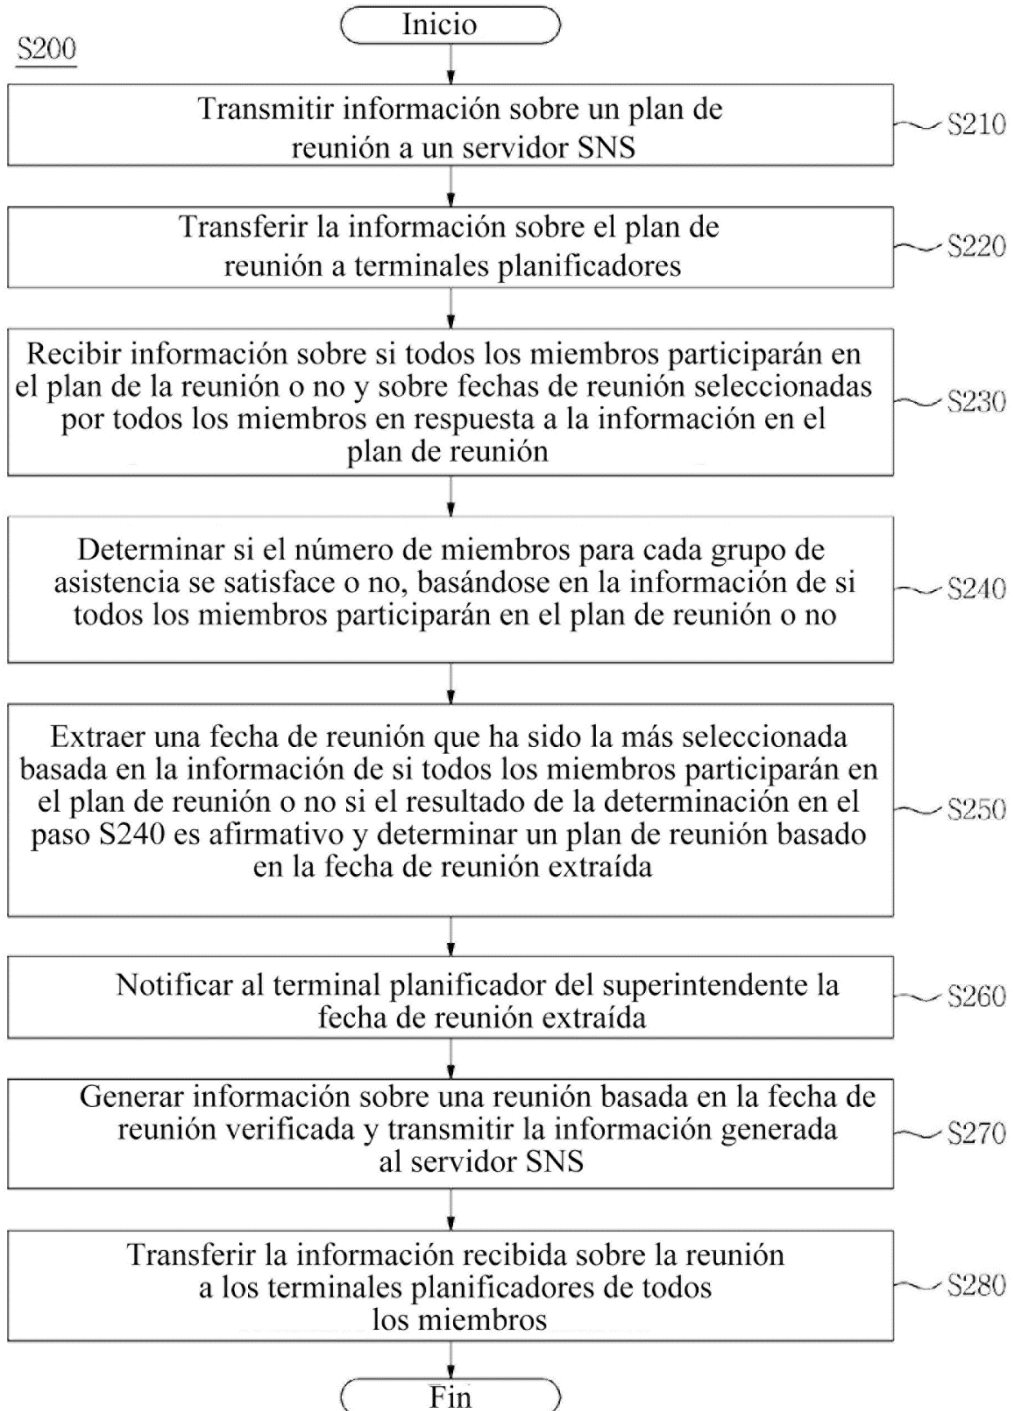 Inicio
S200
Transmitir información sobre un plan de
reunión a un servidor SNS
S210
Transferir la información sobre el plan de
reunión a terminales planificadores
S220
Recibir información sobre si todos los miembros participarán en
el plan de la reunión o no y sobre fechas de reunión seleccionadas
por todos los miembros en respuesta a la información en el
plan de reunión
S230
Determinar si el número de miembros para cada grupo de
asistencia se satisface o no, basándose en la información de si
todos los miembros participarán en el plan de reunión o no
S240
Extraer una fecha de reunión que ha sido la más seleccionada
basada en la información de si todos los miembros participarán en
el plan de reunión o no si el resultado de la determinación en el
paso S240 es afirmativo y determinar un plan de reunión basado
en la fecha de reunión extraída
S250
Notificar al terminal planificador del superintendente la
fecha de reunión extraída
S260
Generar información sobre una reunión basada en la fecha de
reunión verificada y transmitir la información generada
al servidor SNS
S270
Transferir la información recibida sobre la reunión
a los terminales planificadores de todos
los miembros
S280
Fin